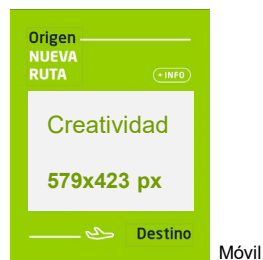 Origen
NUEVA
RUTA
+ INFO
Creatividad
579x423 px
Destino
Móvil